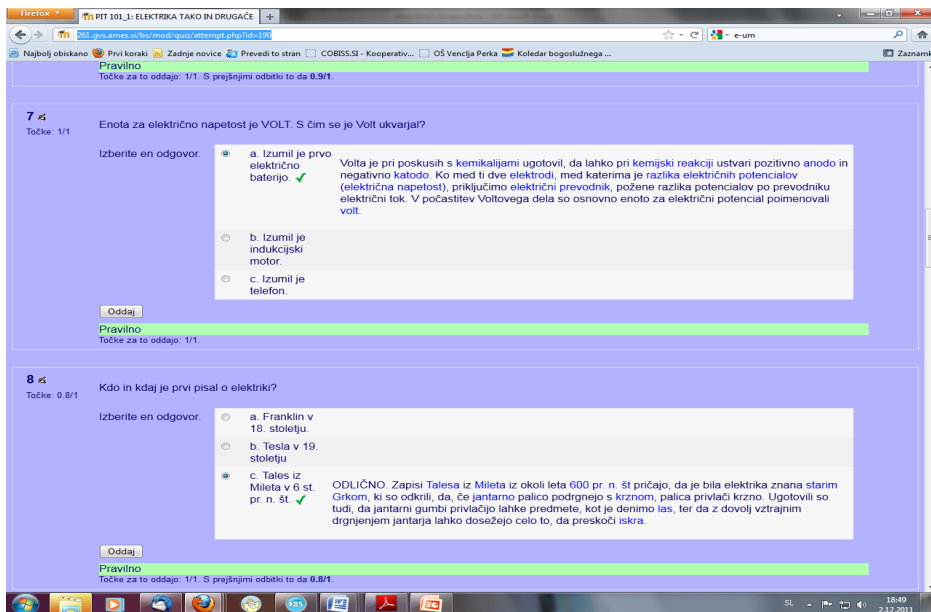 Firefox
PIT 101_1: ELEKTRIKA TAKO IN DRUGAČE
261.gvs.arnes.si/bs/mod/quiz/attempt.php?id=190
e-um
Najbolj obiskano Prvi koraki Zadnje novice Prevedi to stran COBISS.SI - Kooperativ... OŠ Venclja Perka Koledar bogoslužnega ... Zaznamk
Pravilno
Točke za to oddajo: 1/1. S prejšnjimi odbitki to da 0.9/1.
7
Točke: 1/1
Enota za električno napetost je VOLT. S čim se je Volt ukvarjal?
Izberite en odgovor.
a. Izumil je prvo
električno
baterijo.
Volta je pri poskusih s kemikalijami ugotovil, da lahko pri kemijski reakciji ustvari pozitivno anodo in
negativno katodo. Ko med ti dve elektrodi, med katerima je razlika električnih potencialov
(električna napetost), priključimo električni prevodnik, požene razlika potencialov po prevodniku
električni tok. V počastitev Voltovega dela so osnovno enoto za električni potencial poimenovali
volt.
b. Izumil je
indukcijski
motor.
c. Izumil je
telefon.
Oddaj
Pravilno
Točke za to oddajo: 1/1.
8
Točke: 0.8/1
Kdo in kdaj je prvi pisal o elektriki?
Izberite en odgovor.
a. Franklin v
18. stoletju.
b. Tesla v 19.
stoletju
c. Tales iz
Mileta v 6 st.
pr. n. št.
ODLIČNO. Zapisi Talesa iz Mileta iz okoli leta 600 pr. n. št pričajo, da je bila elektrika znana starim
Grkom, ki so odkrili, da, če jantarno palico podrgnejo s krznom, palica privlači krzno. Ugotovili so
tudi, da jantarni gumbi privlačijo lahke predmete, kot je denimo las, ter da z dovolj vztrajnim
drgnjenjem jantarja lahko dosežejo celo to, da preskoči iskra.
Oddaj
Pravilno
Točke za to oddajo: 1/1. S prejšnjimi odbitki to da 0.8/1.
SL
18:49
2.12.2011